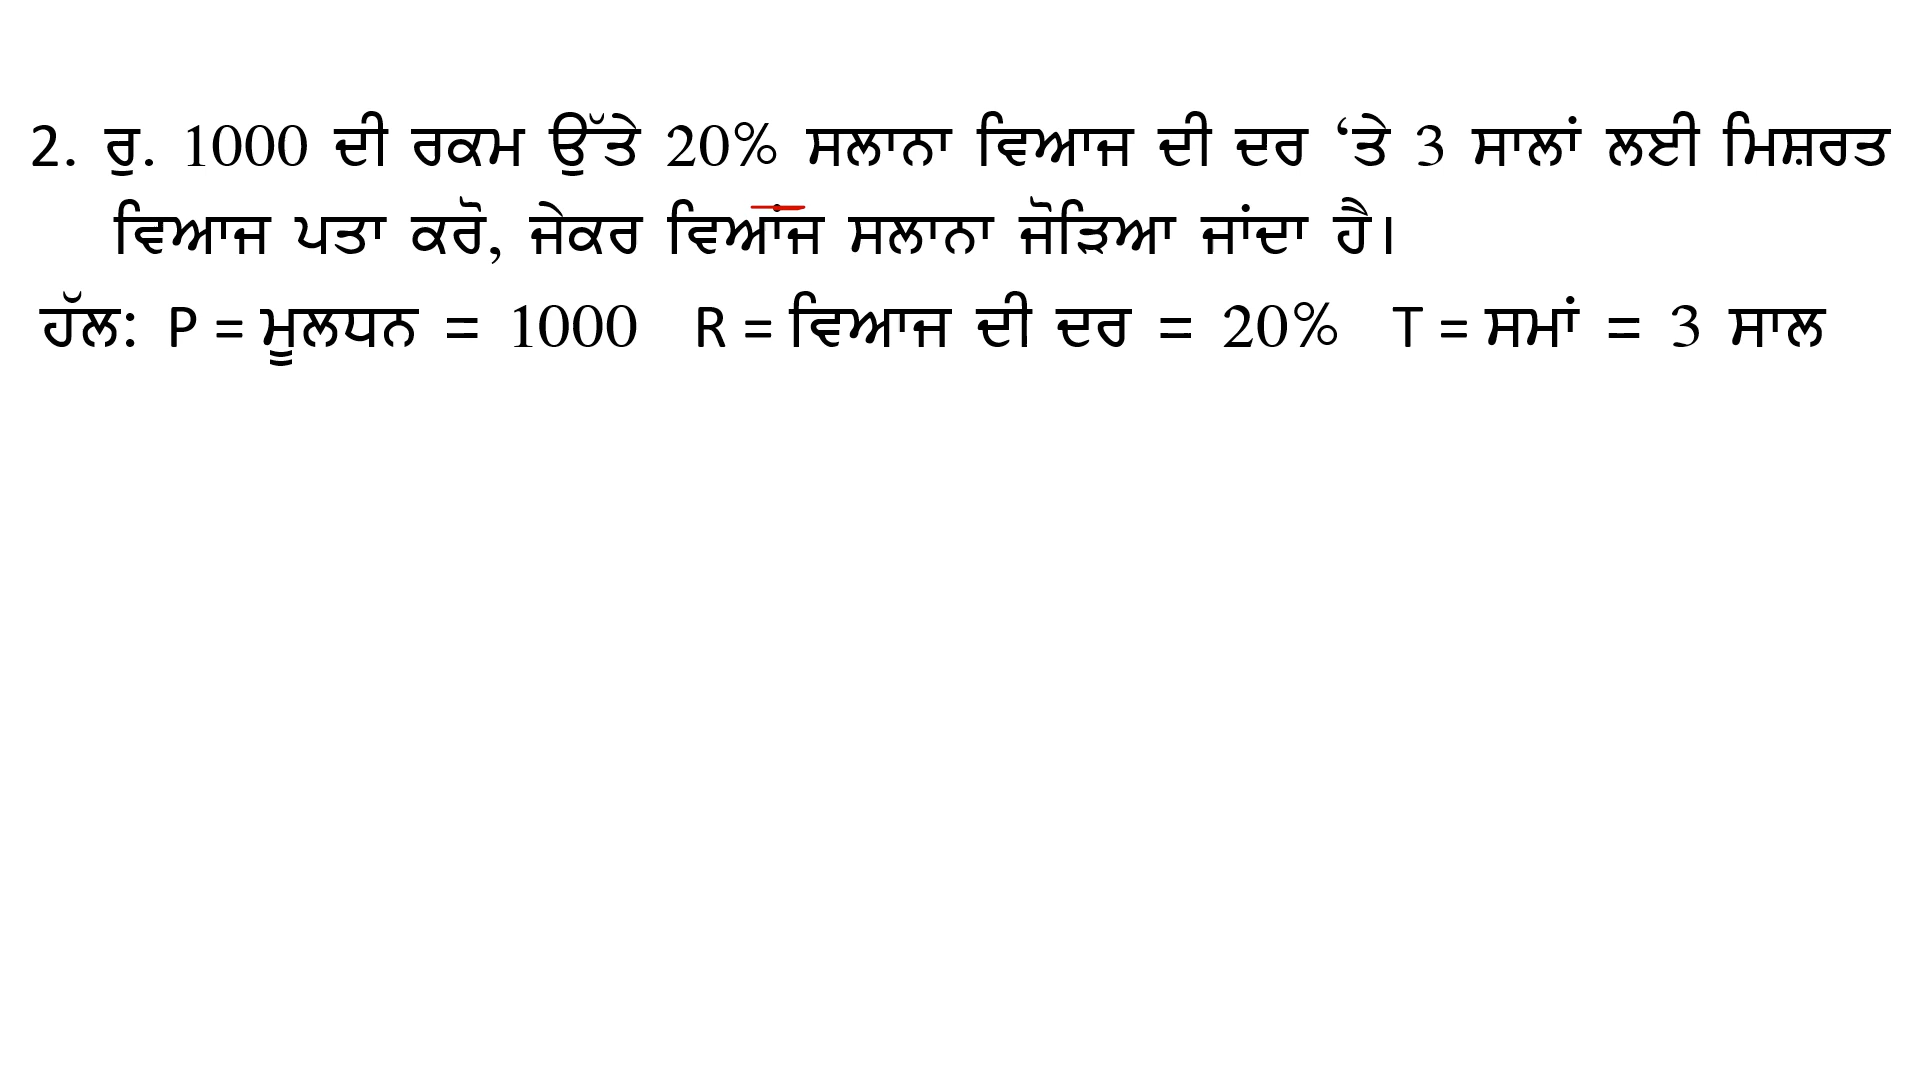 2. ਰੁ. 1000 ਦੀ ਰਕਮ ਉੱਤੇ 20% ਸਲਾਨਾ ਵਿਆਜ ਦੀ ਦਰ ‘ਤੇ 3 ਸਾਲਾਂ ਲਈ ਮਿਸ਼ਰਤ
ਵਿਆਜ ਪਤਾ ਕਰੋ, ਜੇਕਰ ਵਿਆਂਜ ਸਲਾਨਾ ਜੋੜਿਆ ਜਾਂਦਾ ਹੈ।
ਹੱਲ: P = ਮੂਲਧਨ = 1000 R = ਵਿਆਜ ਦੀ ਦਰ = 20% T = ਸਮਾਂ = 3 ਸਾਲ